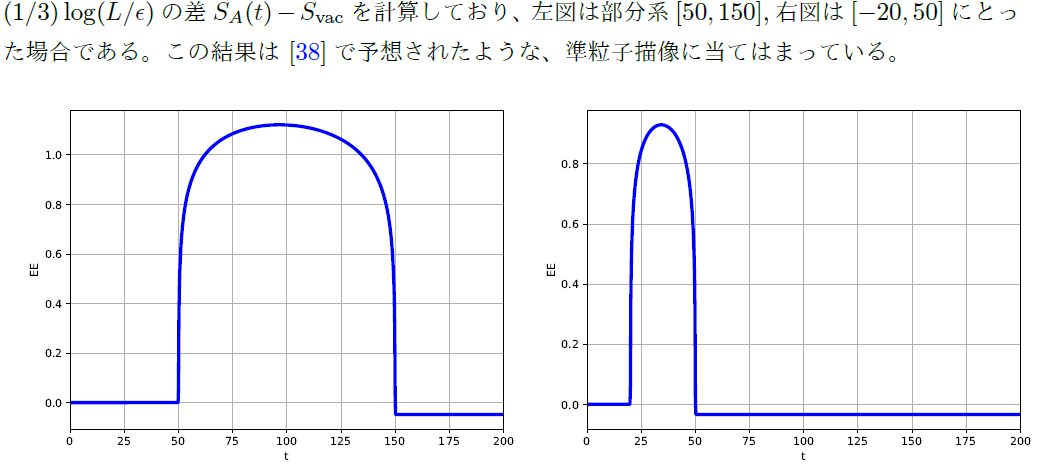 (1/3) log(L/ϵ) の差 S_A(t) − S_vac を計算しており、左図は部分系 [50, 150], 右図は [−20, 50] にとっ
た場合である。この結果は [38] で予想されたような、準粒子描像に当てはまっている。
1.0
0.8
0.6
0.4
0.2
0.0
EE
0 25 50 75 100 125 150 175 200
t
0.8
0.6
0.4
0.2
0.0
EE
0 25 50 75 100 125 150 175 200
t